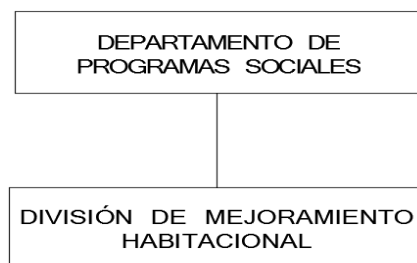 DEPARTAMENTO DE
PROGRAMAS SOCIALES
DIVISIÓN DE MEJORAMIENTO
HABITACIONAL